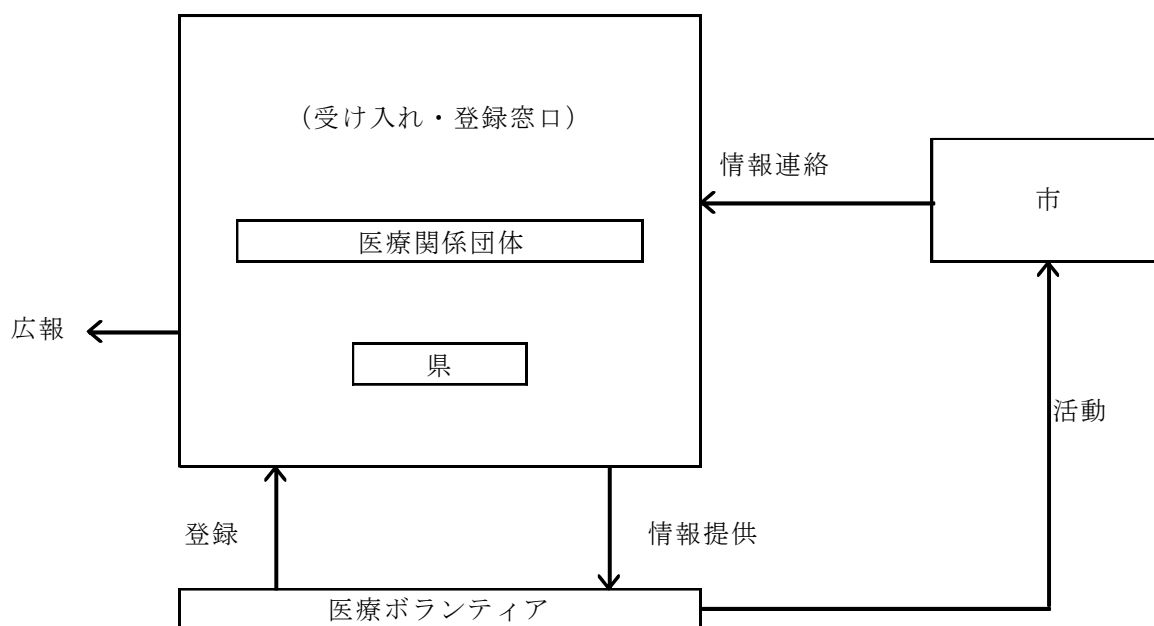 （受け入れ・登録窓口）
情報連絡
市
医療関係団体
広報
県
活動
登録
情報提供
医療ボランティア